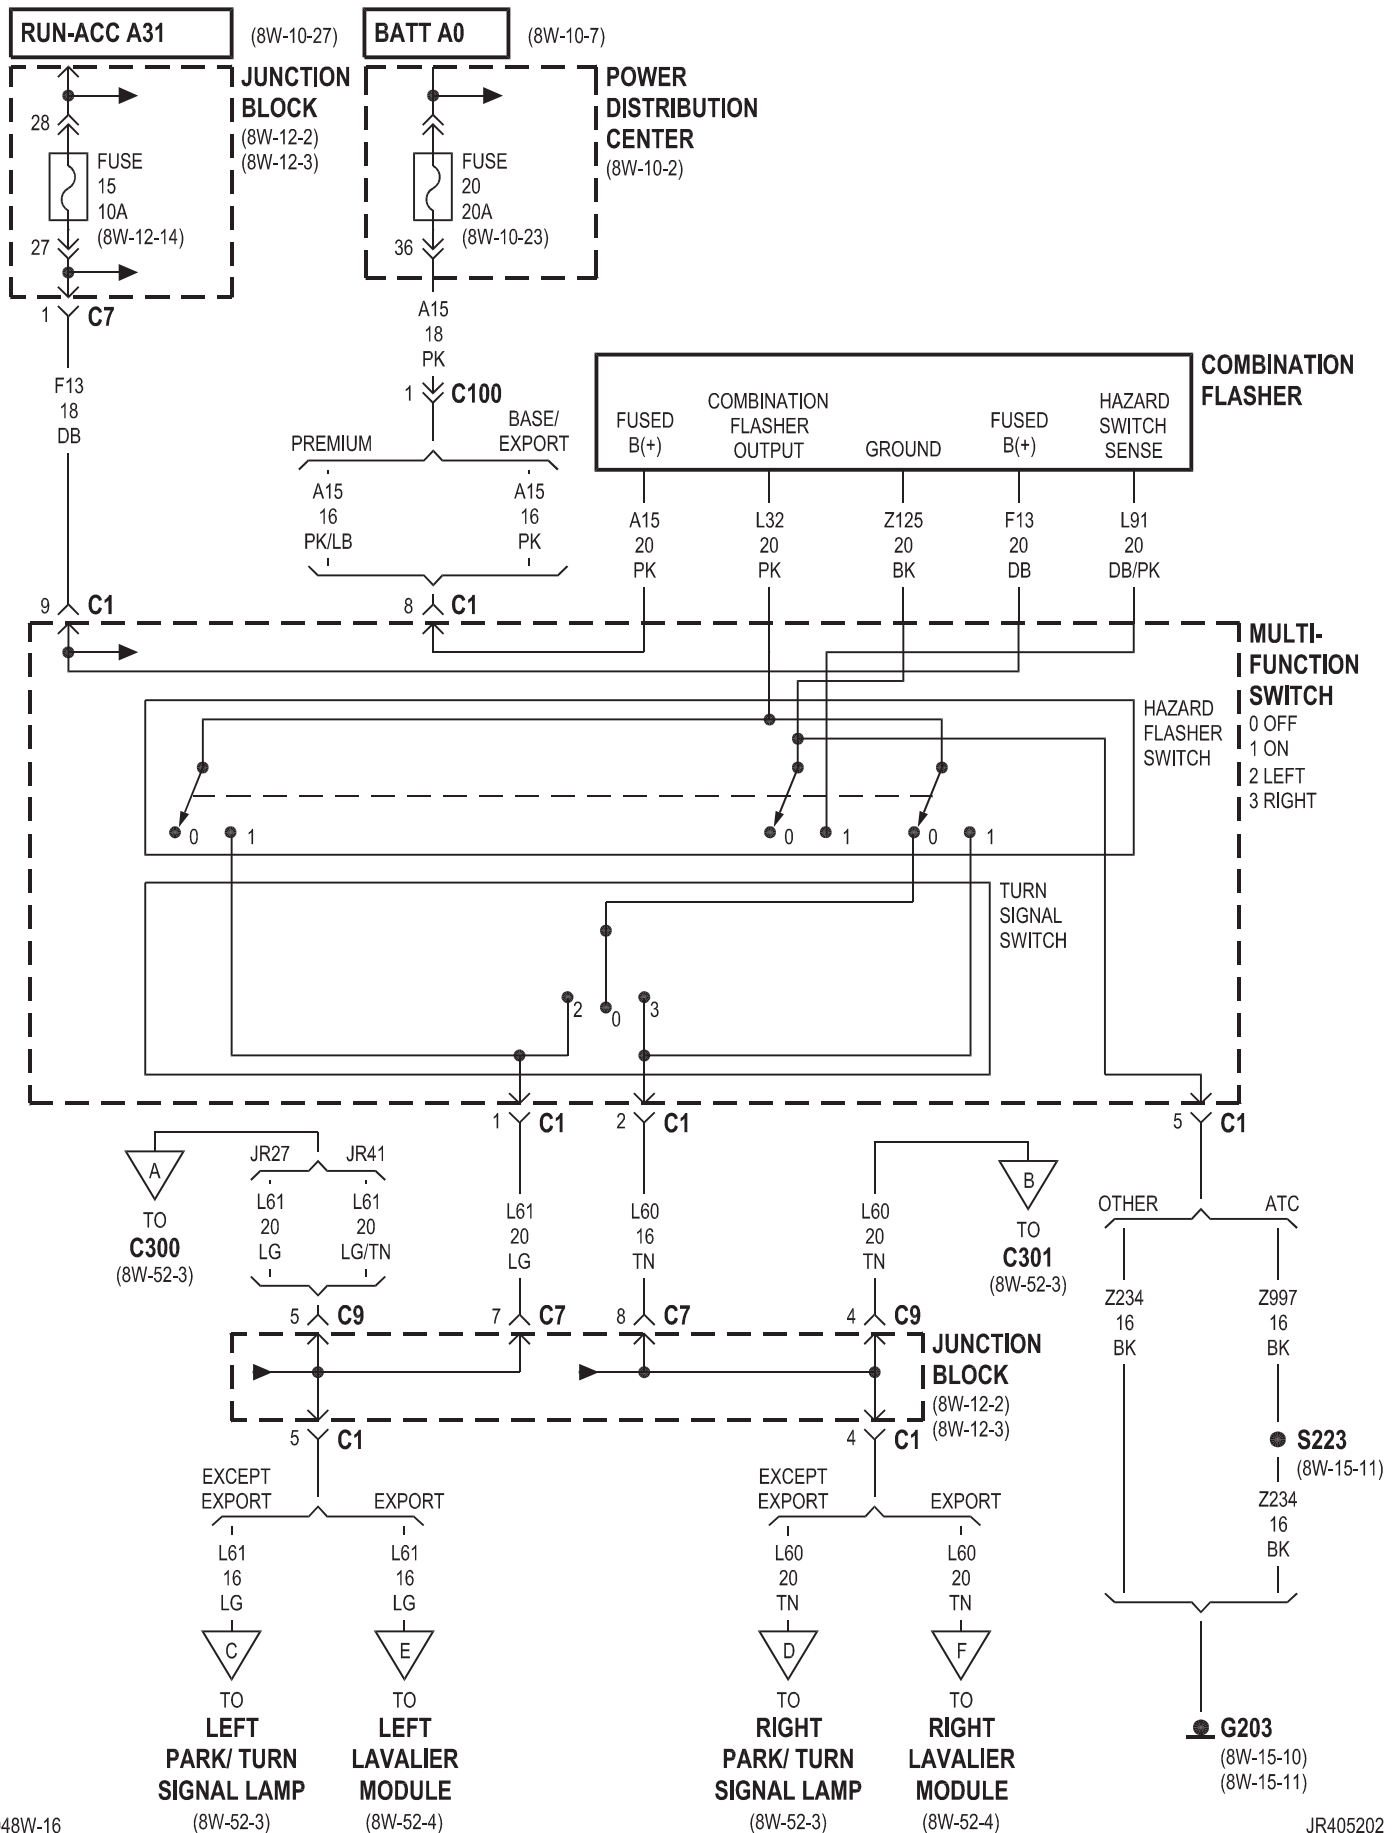 RUN-ACC A31
(8W-10-27)
BATT A0
(8W-10-7)
JUNCTION
BLOCK
(8W-12-2)
(8W-12-3)
28
FUSE
15
10A
(8W-12-14)
27
1
C7
F13
18
DB
POWER
DISTRIBUTION
CENTER
(8W-10-2)
FUSE
20
20A
(8W-10-23)
36
A15
18
PK
1
C100
PREMIUM
BASE/
EXPORT
A15
16
PK/LB
A15
16
PK
9
C1
8
C1
COMBINATION
FLASHER
FUSED
B(+)
COMBINATION
FLASHER
OUTPUT
GROUND
FUSED
B(+)
HAZARD
SWITCH
SENSE
A15
20
PK
L32
20
PK
Z125
20
BK
F13
20
DB
L91
20
DB/PK
MULTI-
FUNCTION
SWITCH
0 OFF
1 ON
2 LEFT
3 RIGHT
HAZARD
FLASHER
SWITCH
0
1
0
1
0
1
TURN
SIGNAL
SWITCH
2
0
3
1
C1
2
C1
5
C1
A
TO
C300
(8W-52-3)
JR27
JR41
L61
20
LG
L61
20
LG/TN
L61
20
LG
L60
16
TN
L60
20
TN
B
TO
C301
(8W-52-3)
OTHER
ATC
Z234
16
BK
Z997
16
BK
5
C9
7
C7
8
C7
4
C9
JUNCTION
BLOCK
(8W-12-2)
(8W-12-3)
5
C1
4
C1
S223
(8W-15-11)
Z234
16
BK
EXCEPT
EXPORT
EXPORT
EXCEPT
EXPORT
EXPORT
L61
16
LG
L61
16
LG
L60
20
TN
L60
20
TN
C
E
D
F
TO
LEFT
PARK/ TURN
SIGNAL LAMP
(8W-52-3)
TO
LEFT
LAVALIER
MODULE
(8W-52-4)
TO
RIGHT
PARK/ TURN
SIGNAL LAMP
(8W-52-3)
TO
RIGHT
LAVALIER
MODULE
(8W-52-4)
G203
(8W-15-10)
(8W-15-11)
48W-16
JR405202